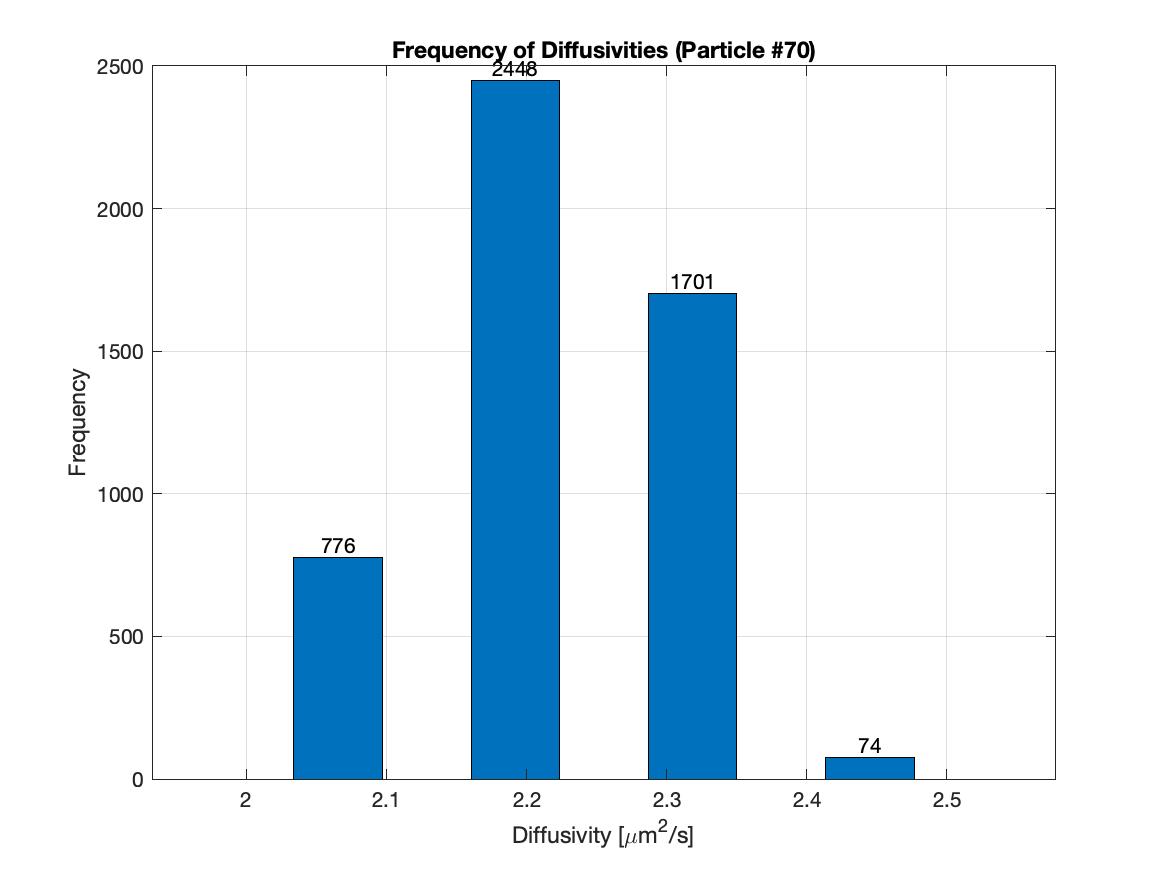 Frequency of Diffusivities (Particle #70)
2500
2448
2000
1701
1500
Frequency
1000
776
500
74
0
2 2.1 2.2 2.3 2.4 2.5
Diffusivity [μm²/s]